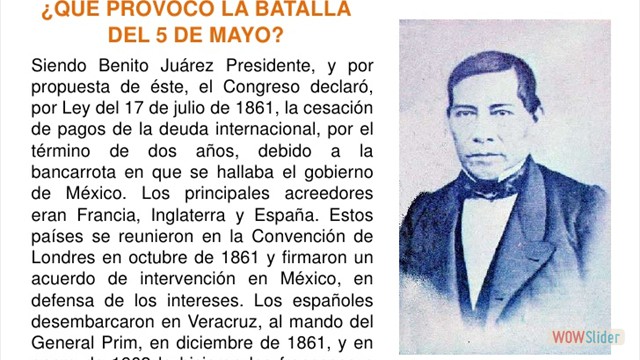 ¿QUE PROVOCO LA BATALLA
DEL 5 DE MAYO?
Siendo Benito Juárez Presidente, y por
propuesta de éste, el Congreso declaró,
por Ley del 17 de julio de 1861, la cesación
de pagos de la deuda internacional, por el
término de dos años, debido a la
bancarrota en que se hallaba el gobierno
de México. Los principales acreedores
eran Francia, Inglaterra y España. Estos
países se reunieron en la Convención de
Londres en octubre de 1861 y firmaron un
acuerdo de intervención en México, en
defensa de los intereses. Los españoles
desembarcaron en Veracruz, al mando del
General Prim, en diciembre de 1861, y en
WOWSlider